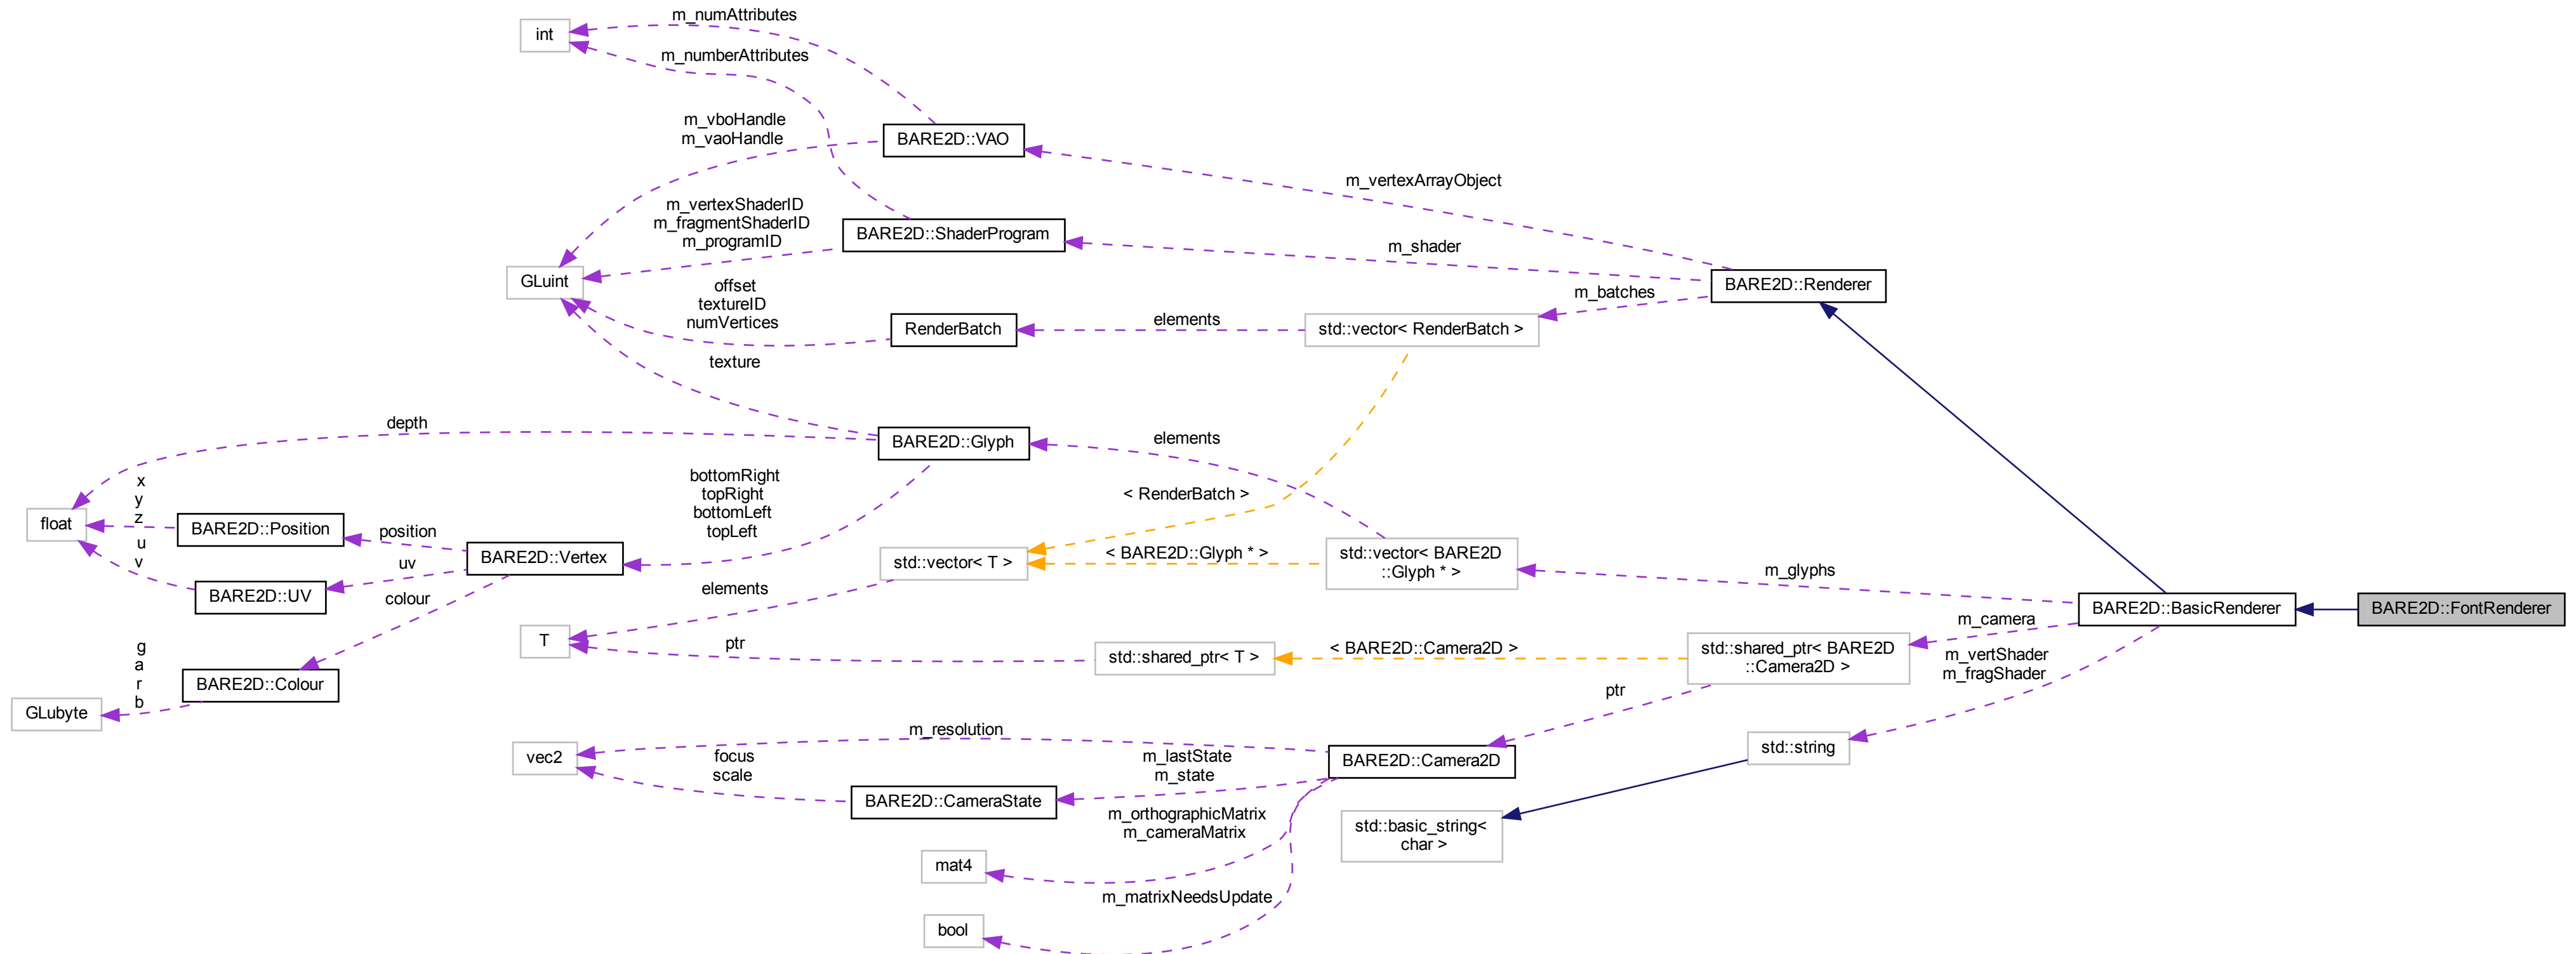 m_numAttributes
int
m_numberAttributes
m_vboHandle
m_vaoHandle
BARE2D::VAO
m_vertexArrayObject
m_vertexShaderID
m_fragmentShaderID
m_programID
BARE2D::ShaderProgram
m_shader
GLuint
offset
textureID
numVertices
RenderBatch
elements
std::vector< RenderBatch >
m_batches
BARE2D::Renderer
texture
depth
BARE2D::Glyph
elements
x
y
z
u
v
float
BARE2D::Position
position
BARE2D::Vertex
uv
BARE2D::UV
colour
bottomRight
topRight
bottomLeft
topLeft
< RenderBatch >
std::vector< T >
< BARE2D::Glyph * >
std::vector< BARE2D
::Glyph * >
m_glyphs
BARE2D::BasicRenderer
BARE2D::FontRenderer
elements
T
ptr
std::shared_ptr< T >
< BARE2D::Camera2D >
std::shared_ptr< BARE2D
::Camera2D >
m_camera
m_vertShader
m_fragShader
g
a
r
b
GLubyte
BARE2D::Colour
ptr
m_resolution
vec2
focus
scale
m_lastState
m_state
BARE2D::Camera2D
std::string
BARE2D::CameraState
m_orthographicMatrix
m_cameraMatrix
std::basic_string<
char >
mat4
m_matrixNeedsUpdate
bool